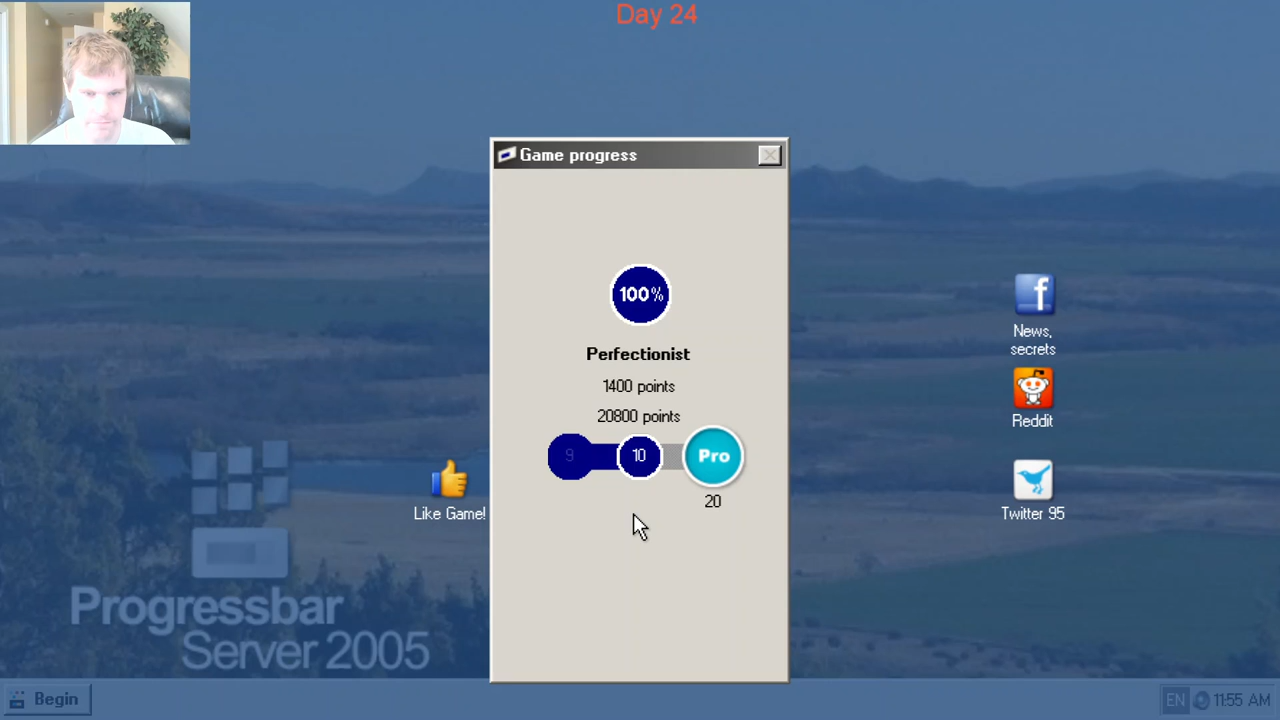 Day 24
Game progress
100%
Perfectionist
1400 points
20800 points
9
10
Pro
20
Like Game!
News,
secrets
Reddit
Twitter 95
Progressbar
Server 2005
Begin
EN
11:55 AM